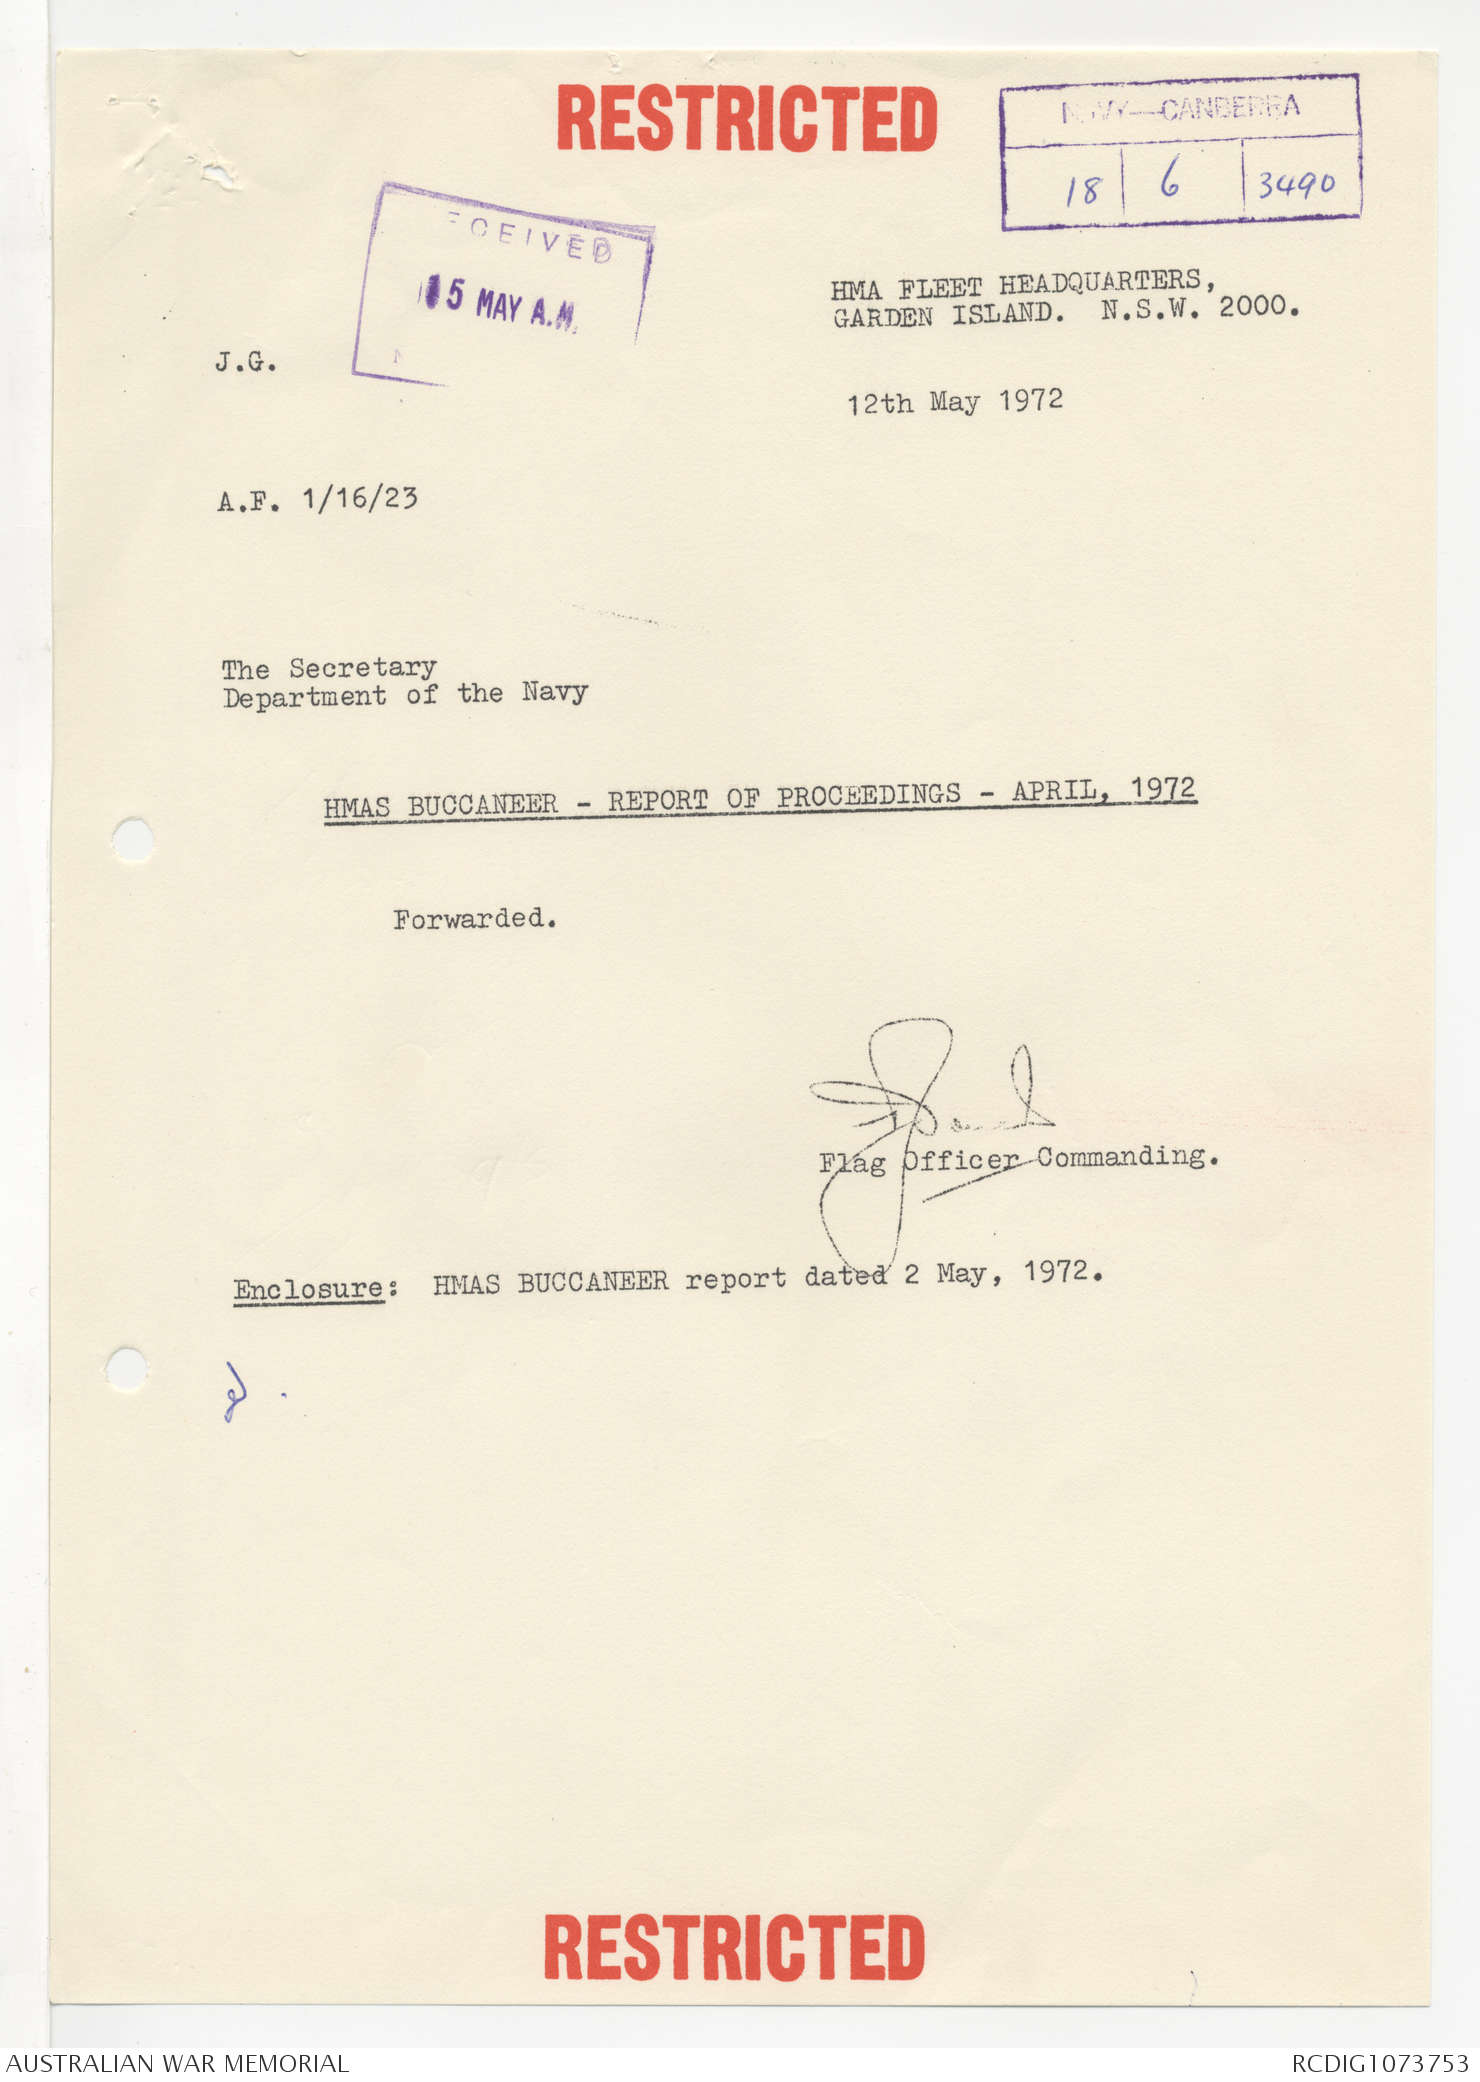 RESTRICTED
NAVY—CANBERRA
18 | 6 | 3490
RECEIVED
15 MAY A.M.
HMA FLEET HEADQUARTERS,
GARDEN ISLAND. N.S.W. 2000.
J.G.
12th May 1972
A.F. 1/16/23
The Secretary
Department of the Navy
HMAS BUCCANEER - REPORT OF PROCEEDINGS - APRIL, 1972
Forwarded.
Flag Officer Commanding.
Enclosure: HMAS BUCCANEER report dated 2 May, 1972.
RESTRICTED
AUSTRALIAN WAR MEMORIAL
RCDIG1073753